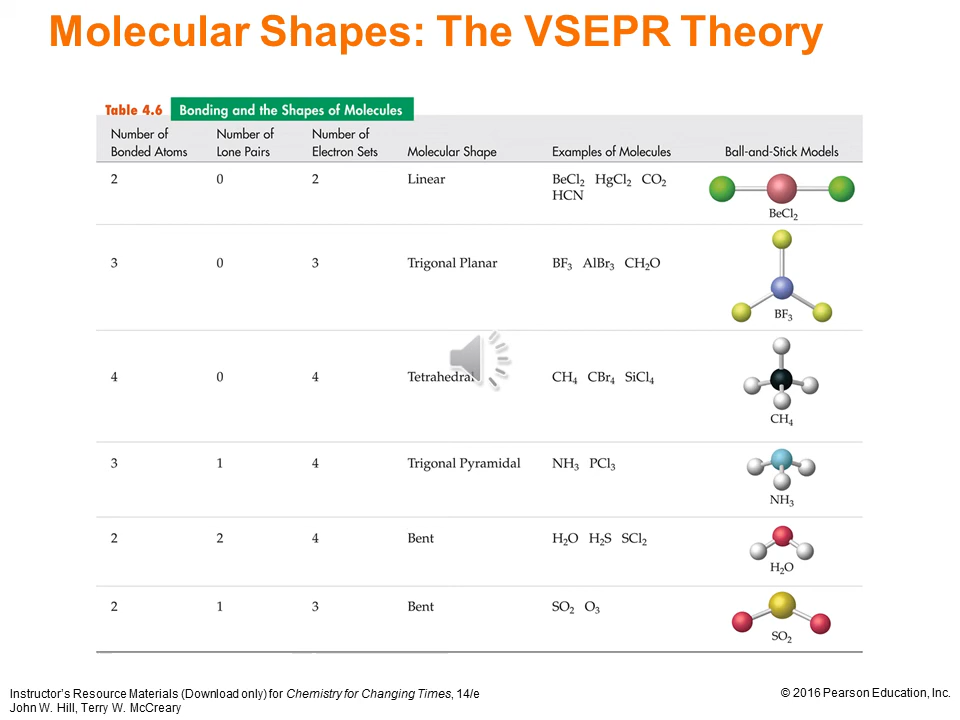 Molecular Shapes: The VSEPR Theory
Table 4.6 Bonding and the Shapes of Molecules
Number of Bonded Atoms Number of Lone Pairs Number of Electron Sets Molecular Shape Examples of Molecules Ball-and-Stick Models
2 0 2 Linear BeCl₂ HgCl₂ CO₂
HCN
BeCl₂
3 0 3 Trigonal Planar BF₃ AlBr₃ CH₂O
BF₃
4 0 4 Tetrahedral CH₄ CBr₄ SiCl₄
CH₄
3 1 4 Trigonal Pyramidal NH₃ PCl₃
NH₃
2 2 4 Bent H₂O H₂S SCl₂
H₂O
2 1 3 Bent SO₂ O₃
SO₂
Instructor's Resource Materials (Download only) for Chemistry for Changing Times, 14/e
John W. Hill, Terry W. McCreary
© 2016 Pearson Education, Inc.